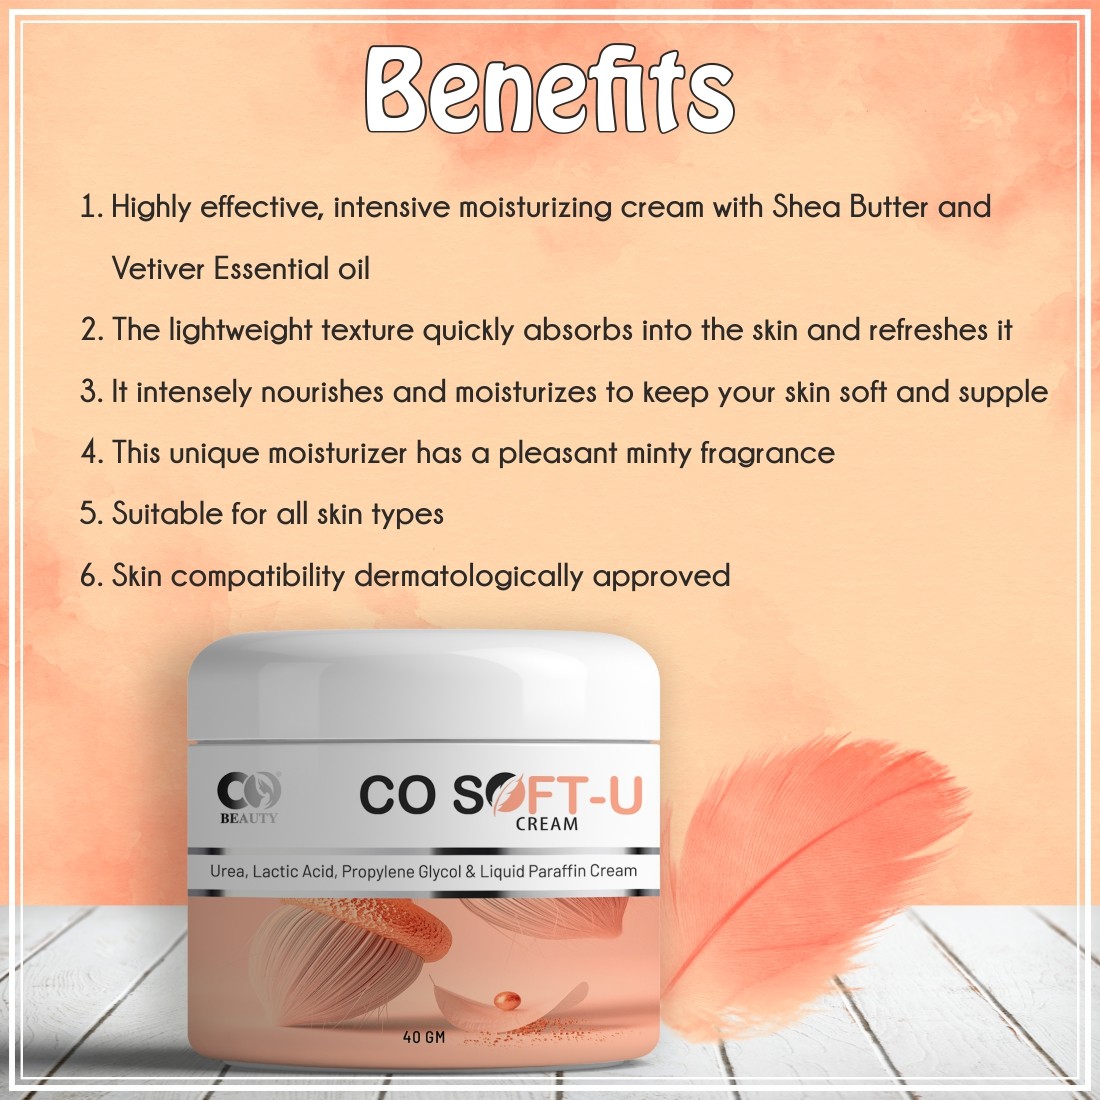 Benefits
1. Highly effective, intensive moisturizing cream with Shea Butter and
Vetiver Essential oil
2. The lightweight texture quickly absorbs into the skin and refreshes it
3. It intensely nourishes and moisturizes to keep your skin soft and supple
4. This unique moisturizer has a pleasant minty fragrance
5. Suitable for all skin types
6. Skin compatibility dermatologically approved
CO
BEAUTY
CO SOFT-U
CREAM
Urea, Lactic Acid, Propylene Glycol & Liquid Paraffin Cream
40 GM